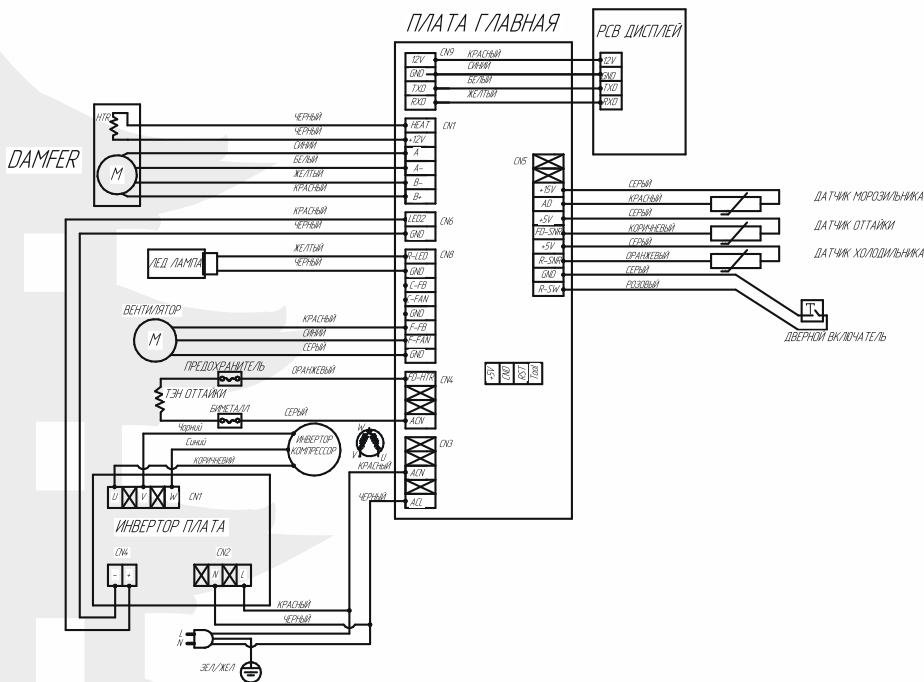 ПЛАТА ГЛАВНАЯ
PCB ДИСПЛЕЙ
12V
GND
TXD
RXD
CN9
КРАСНЫЙ
СИНИЙ
БЕЛЫЙ
ЖЕЛТЫЙ
12V
GND
TXD
RXD
DAMFER
HTR
M
ЧЕРНЫЙ
ЧЕРНЫЙ
СИНИЙ
БЕЛЫЙ
ЖЕЛТЫЙ
КРАСНЫЙ
HEAT
+12V
A
A-
B-
B+
CN1
КРАСНЫЙ
ЧЕРНЫЙ
LED2
GND
CN6
ЛЕД ЛАМПА
ЖЕЛТЫЙ
ЧЕРНЫЙ
R-LED
GND
C-FB
C-FAN
GND
F-FB
F-FAN
GND
CN8
ВЕНТИЛЯТОР
M
КРАСНЫЙ
СИНИЙ
СЕРЫЙ
ПРЕДОХРАНИТЕЛЬ
ОРАНЖЕВЫЙ
ТЭН ОТТАЙКИ
БИМЕТАЛЛ
СЕРЫЙ
FD-HTR
ACN
CN4
Чорний
Синий
КОРИЧНЕВИЙ
ИНВЕРТОР
КОМПРЕССОР
W
V
U
КРАСНЫЙ
ЧЕРНЫЙ
CN3
ACN
ACL
CN5
+15V
AD
+5V
FD-SNR
+5V
R-SNR
GND
R-SW
СЕРЫЙ
КРАСНЫЙ
СЕРЫЙ
КОРИЧНЕВЫЙ
СЕРЫЙ
ОРАНЖЕВЫЙ
СЕРЫЙ
РОЗОВЫЙ
ДАТЧИК МОРОЗИЛЬНИКА
ДАТЧИК ОТТАЙКИ
ДАТЧИК ХОЛОДИЛЬНИКА
T
ДВЕРНОЙ ВКЛЮЧАТЕЛЬ
+5V
GND
RST
Tool
U
V
W
CN1
ИНВЕРТОР ПЛАТА
CN4
CN2
-
+
N
L
КРАСНЫЙ
ЧЕРНЫЙ
L
N
ЗЕЛ/ЖЕЛ